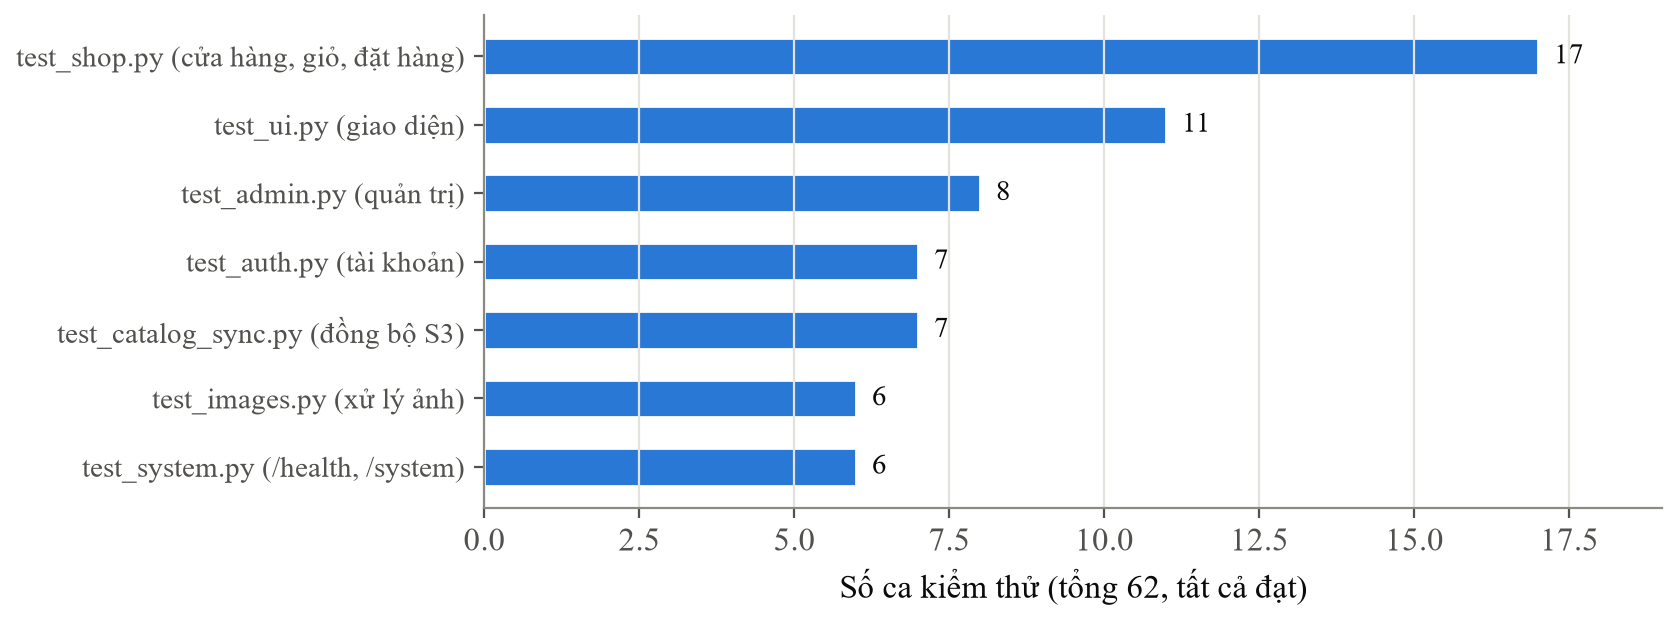 test_shop.py (cửa hàng, giỏ, đặt hàng) 17
test_ui.py (giao diện) 11
test_admin.py (quản trị) 8
test_auth.py (tài khoản) 7
test_catalog_sync.py (đồng bộ S3) 7
test_images.py (xử lý ảnh) 6
test_system.py (/health, /system) 6
0.0 2.5 5.0 7.5 10.0 12.5 15.0 17.5
Số ca kiểm thử (tổng 62, tất cả đạt)